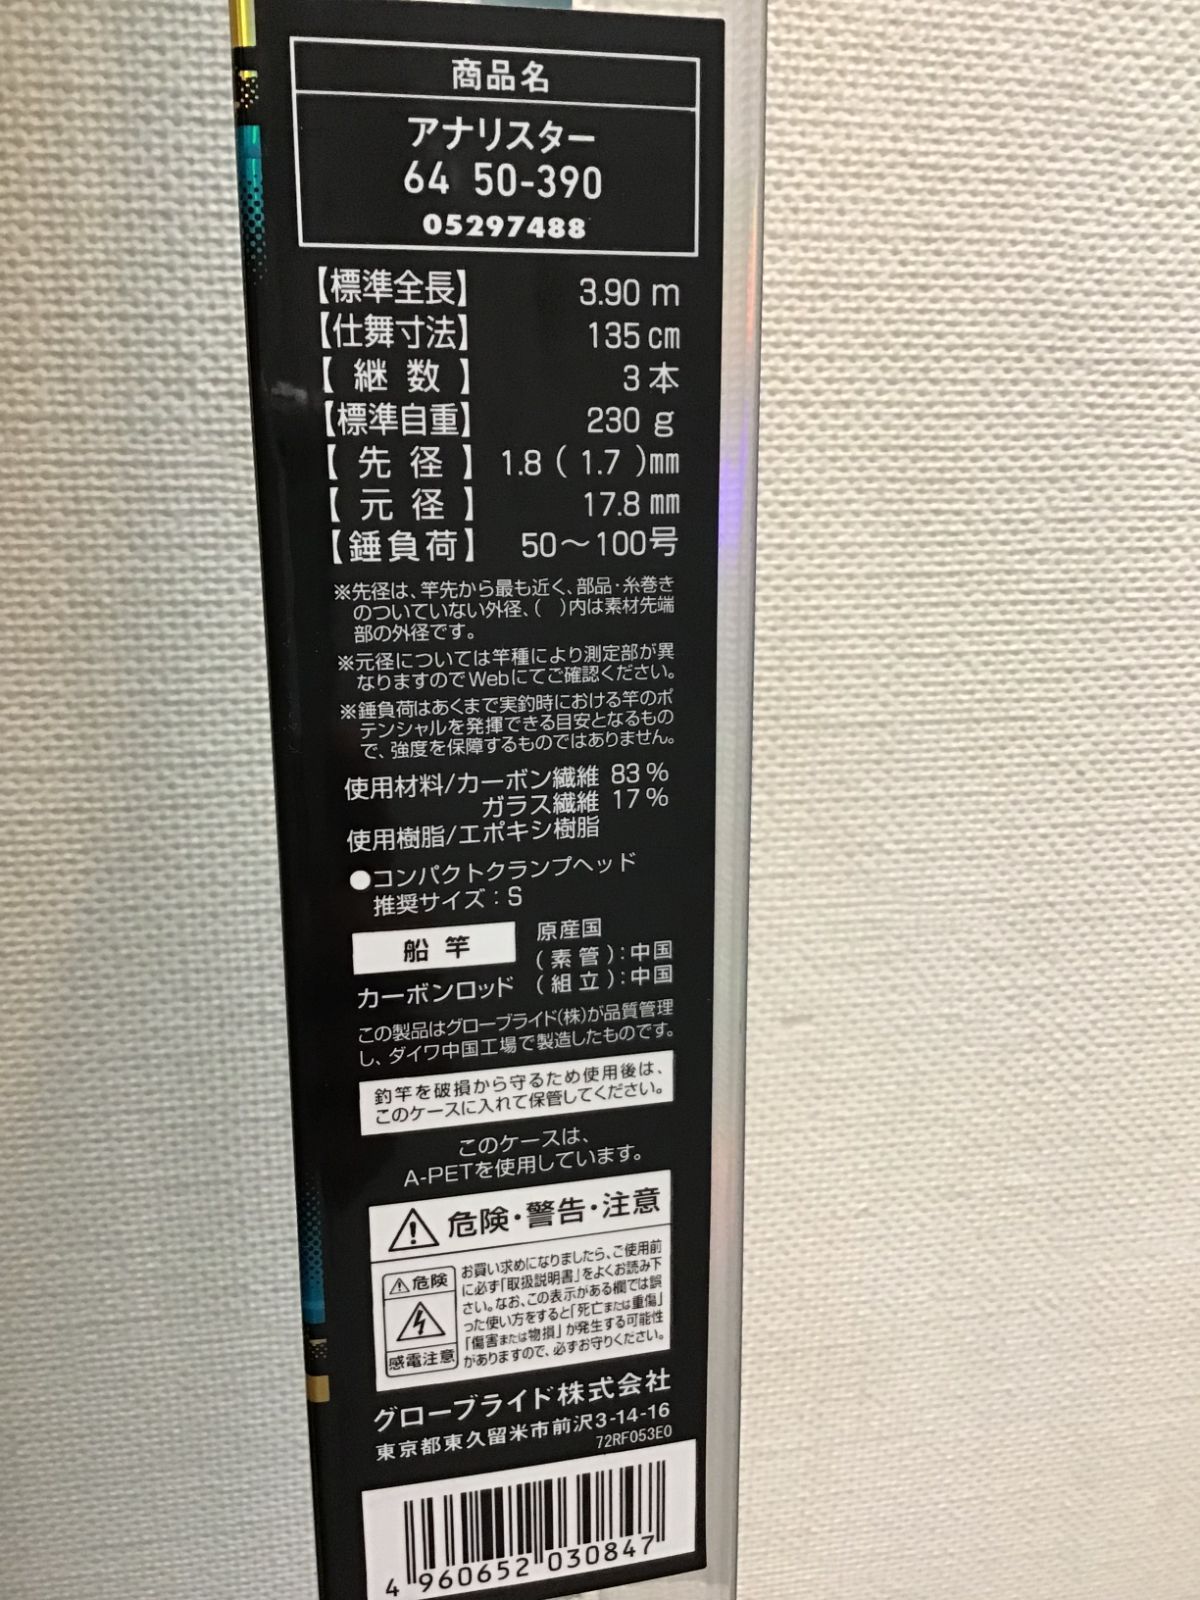 商品名
アナリスター
64 50-390
05297488
【標準全長】 3.90 m
【仕舞寸法】 135 cm
【継数】 3本
【標準自重】 230 g
【先径】 1.8 ( 1.7 )mm
【元径】 17.8 mm
【錘負荷】 50〜100号
※先径は、竿先から最も近く、部品・糸巻き
のついていない外径、( )内は素材先端
部の外径です。
※元径については竿種により測定部が異
なりますのでWebにてご確認ください。
※錘負荷はあくまで実釣時における竿のポ
テンシャルを発揮できる目安となるもの
で、強度を保障するものではありません。
使用材料/カーボン繊維 83 %
ガラス繊維 17 %
使用樹脂/エポキシ樹脂
●コンパクトクランプヘッド
推奨サイズ：S
船竿
カーボンロッド
原産国
(素管):中国
(組立):中国
この製品はグローブライド(株)が品質管理
し、ダイワ中国工場で製造したものです。
釣竿を破損から守るため使用後は、
このケースに入れて保管してください。
このケースは、
A-PETを使用しています。
危険・警告・注意
危険
感電注意
お買い求めになりましたら、ご使用前
に必ず「取扱説明書」をよくお読み下
さい。なお、この表示がある欄では誤
った使い方をすると「死亡または重傷」
「傷害または物損」が発生する可能性
がありますので、必ずお守りください。
グローブライド株式会社
東京都東久留米市前沢3-14-16
72RF053E0
4 960652 030847